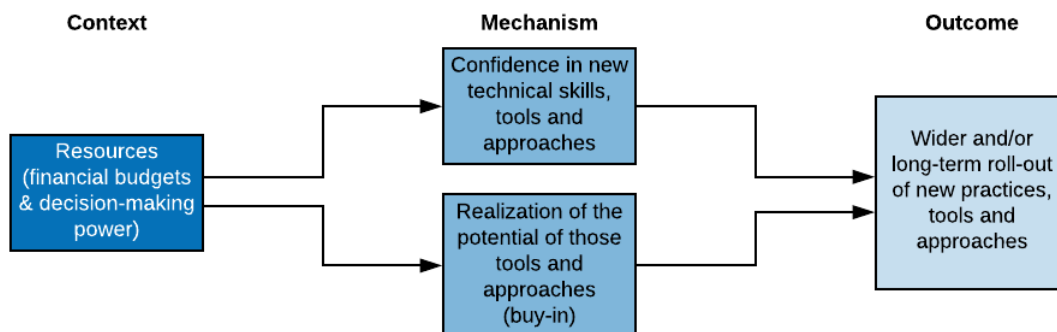 Context
Mechanism
Outcome
Resources
(financial budgets
& decision-making
power)
Confidence in new
technical skills,
tools and
approaches
Realization of the
potential of those
tools and
approaches
(buy-in)
Wider and/or
long-term roll-out
of new practices,
tools and
approaches